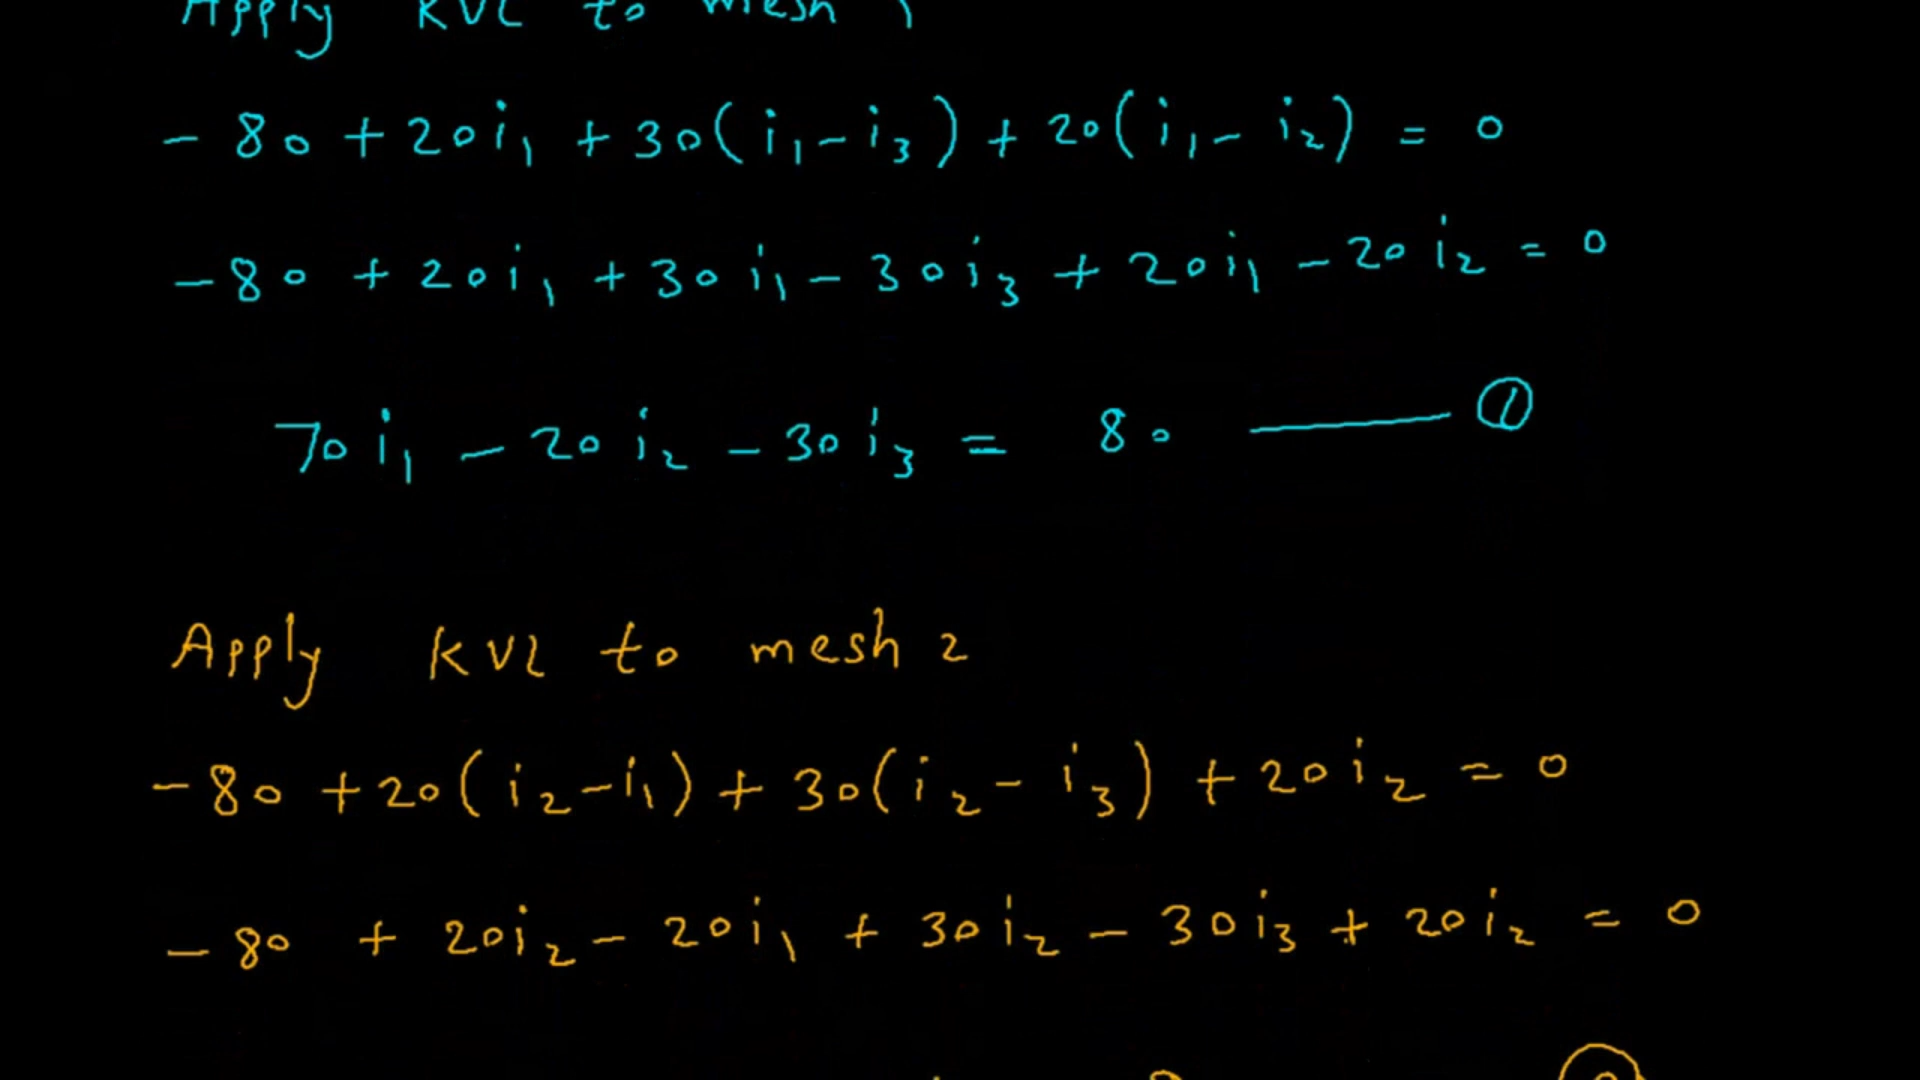 Apply KVL to mesh 1
- 80 + 20i₁ + 30(i₁ - i₃) + 20(i₁ - i₂) = 0
- 80 + 20i₁ + 30i₁ - 30i₃ + 20i₁ - 20i₂ = 0
70i₁ - 20i₂ - 30i₃ = 80 ——— ①
Apply KVL to mesh 2
- 80 + 20(i₂ - i₁) + 30(i₂ - i₃) + 20i₂ = 0
- 80 + 20i₂ - 20i₁ + 30i₂ - 30i₃ + 20i₂ = 0